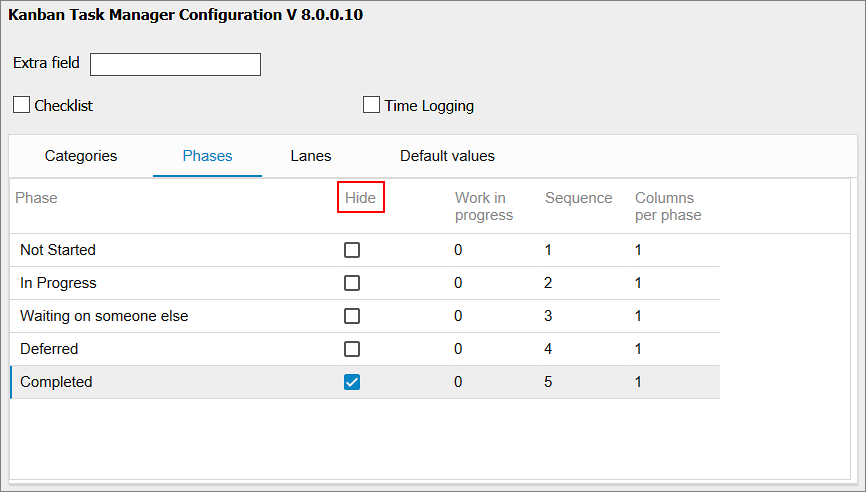 Kanban Task Manager Configuration V 8.0.0.10
Extra field
Checklist Time Logging
Categories Phases Lanes Default values
Phase Hide Work in progress Sequence Columns per phase
Not Started 0 1 1
In Progress 0 2 1
Waiting on someone else 0 3 1
Deferred 0 4 1
Completed 0 5 1